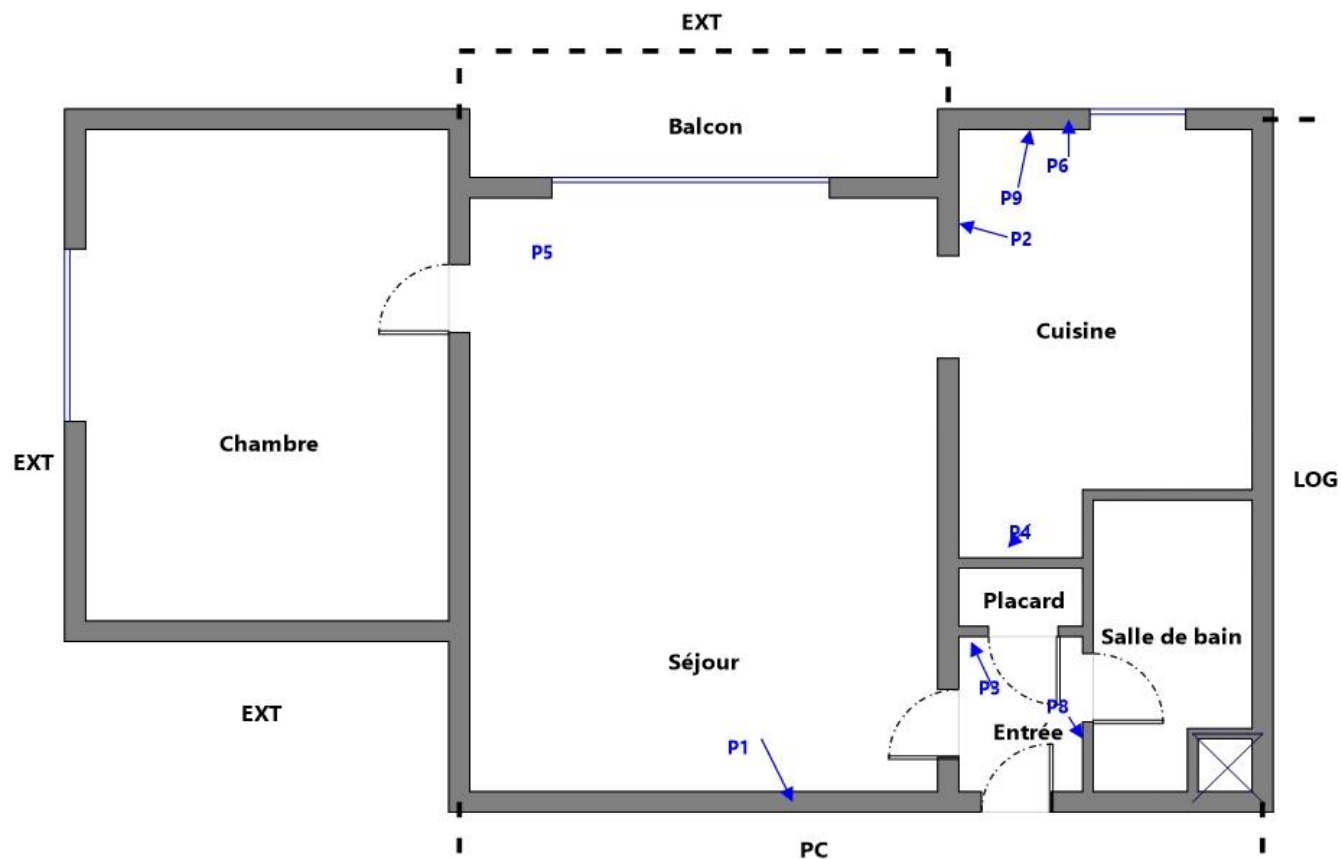 EXT
Balcon
P6
P9
P2
P5
Cuisine
Chambre
EXT
LOG
P4
Placard
Salle de bain
Séjour
P3
EXT
P8
Entrée
P1
PC